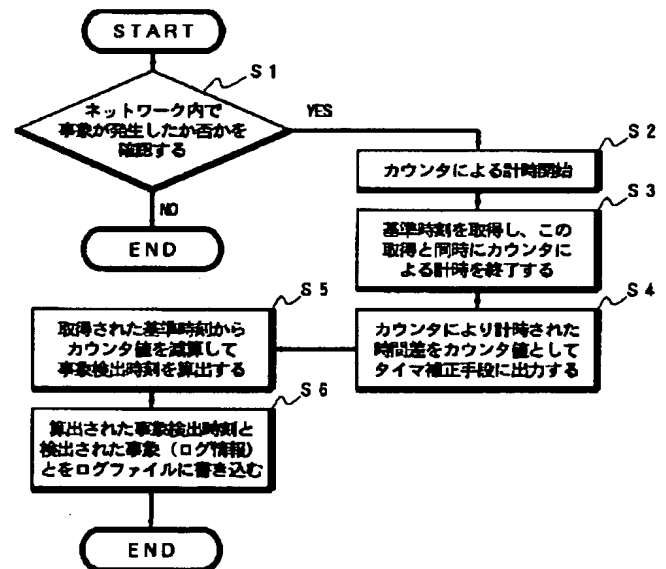 START
S1
ネットワーク内で
事象が発生したか否かを
確認する
YES
NO
END
S2
カウンタによる計時開始
S3
基準時刻を取得し、この
取得と同時にカウンタに
よる計時を終了する
S4
カウンタにより計時された
時間差をカウンタ値として
タイマ補正手段に出力する
S5
取得された基準時刻から
カウンタ値を減算して
事象検出時刻を算出する
S6
算出された事象検出時刻と
検出された事象（ログ情報）
とをログファイルに書き込む
END